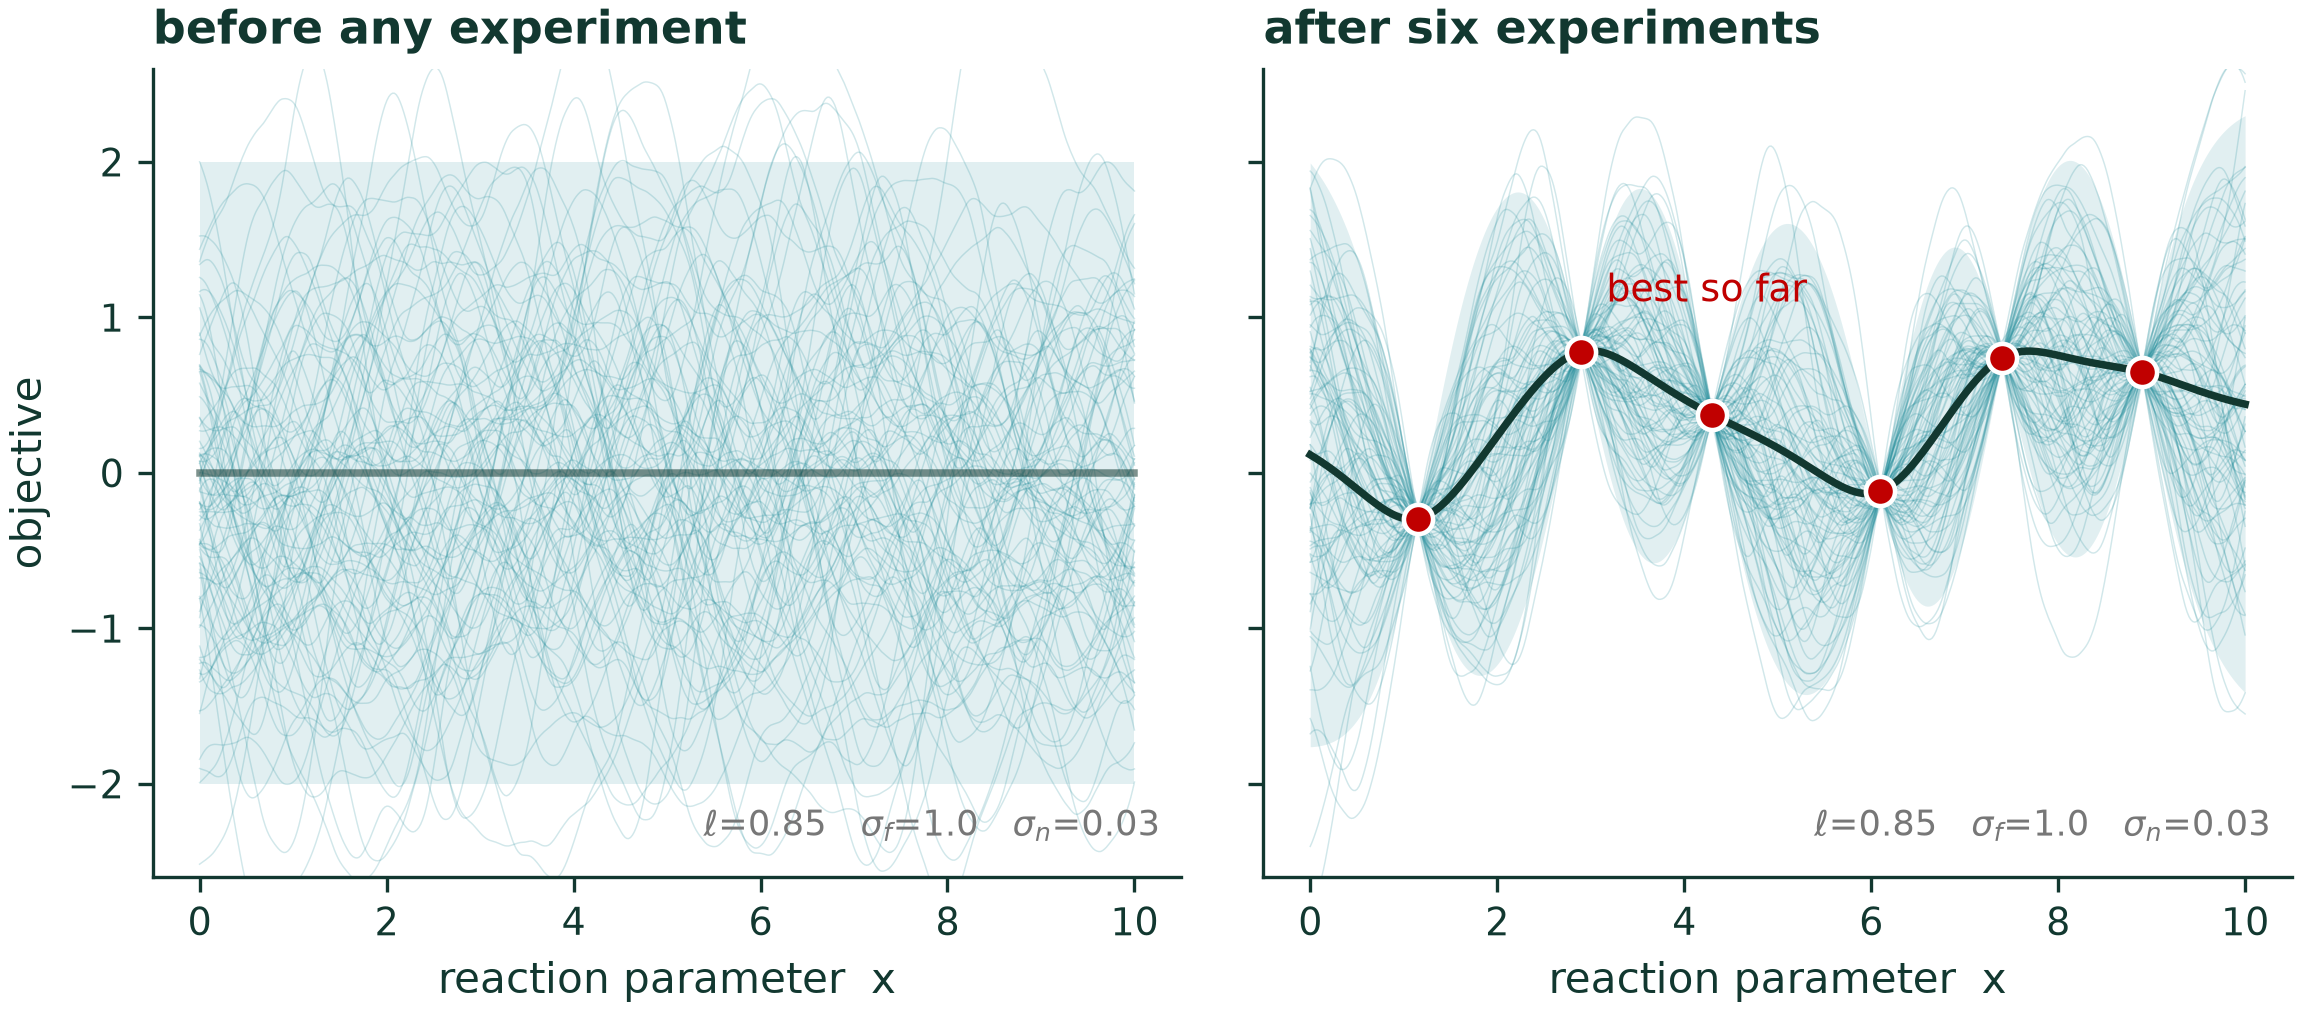 before any experiment
objective
2
1
0
−1
−2
ℓ=0.85 σf=1.0 σn=0.03
0 2 4 6 8 10
reaction parameter x
after six experiments
best so far
ℓ=0.85 σf=1.0 σn=0.03
0 2 4 6 8 10
reaction parameter x